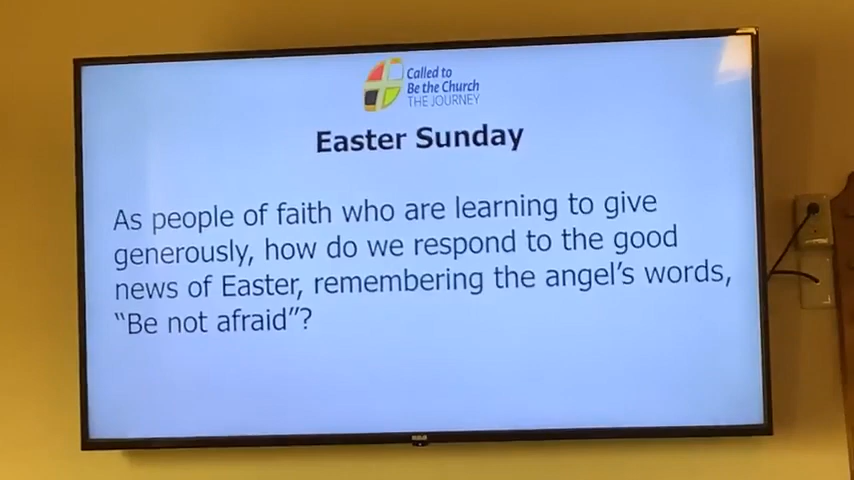 Called to
Be the Church
THE JOURNEY
Easter Sunday
As people of faith who are learning to give
generously, how do we respond to the good
news of Easter, remembering the angel's words,
“Be not afraid”?
RCA